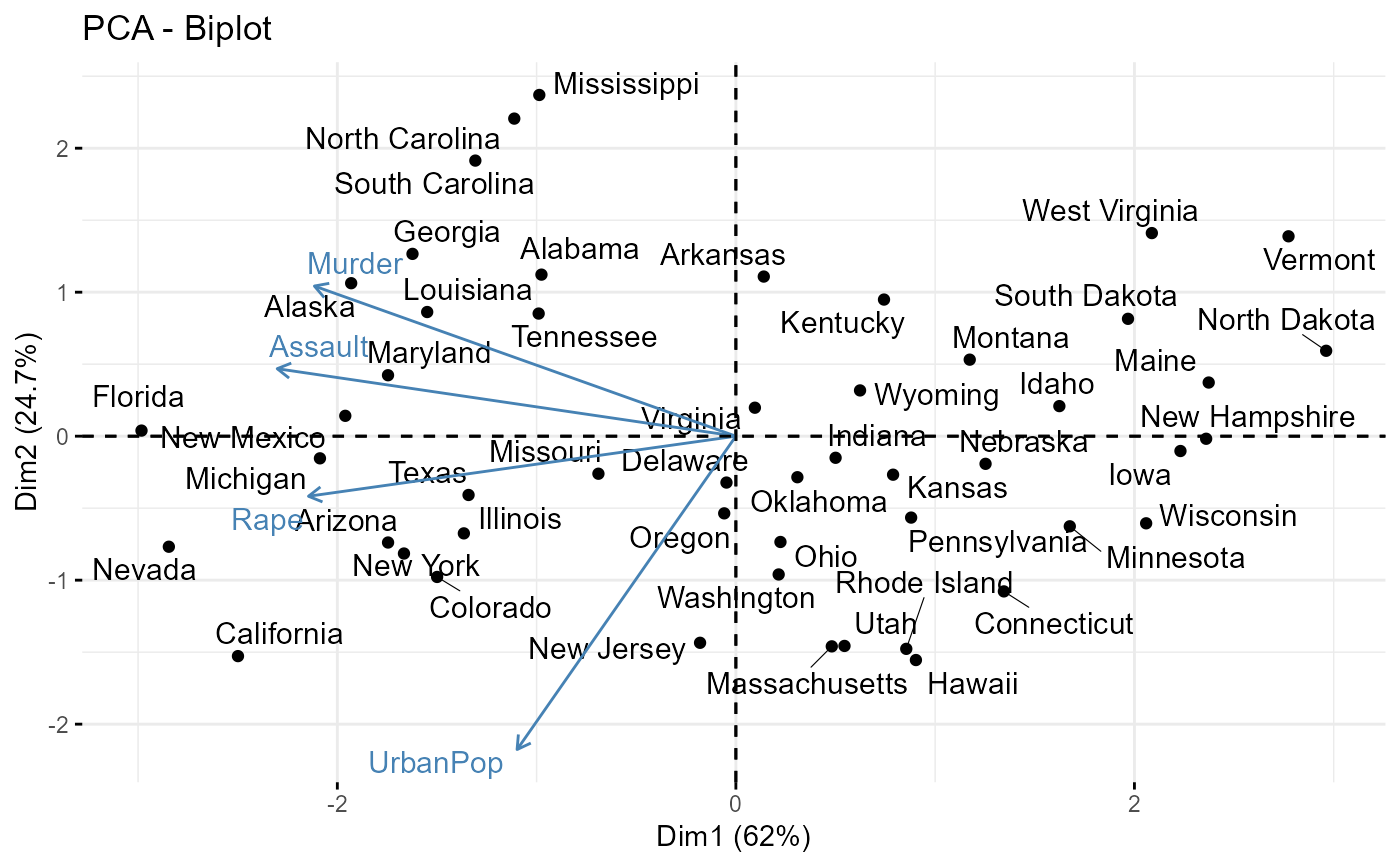 PCA - Biplot
Mississippi
North Carolina
South Carolina
West Virginia
Georgia
Alabama
Arkansas
Vermont
Murder
Louisiana
South Dakota
Alaska
Kentucky
North Dakota
Tennessee
Montana
Assault
Maryland
Maine
Idaho
Florida
Wyoming
New Hampshire
Virginia
New Mexico
Indiana
Nebraska
Missouri
Delaware
Michigan
Texas
Iowa
Kansas
Oklahoma
Rape
Arizona
Illinois
Wisconsin
Oregon
Pennsylvania
Ohio
Minnesota
Nevada
New York
Rhode Island
Colorado
Washington
Connecticut
California
Utah
New Jersey
Massachusetts
Hawaii
UrbanPop
2
1
0
-1
-2
Dim2 (24.7%)
-2
0
2
Dim1 (62%)